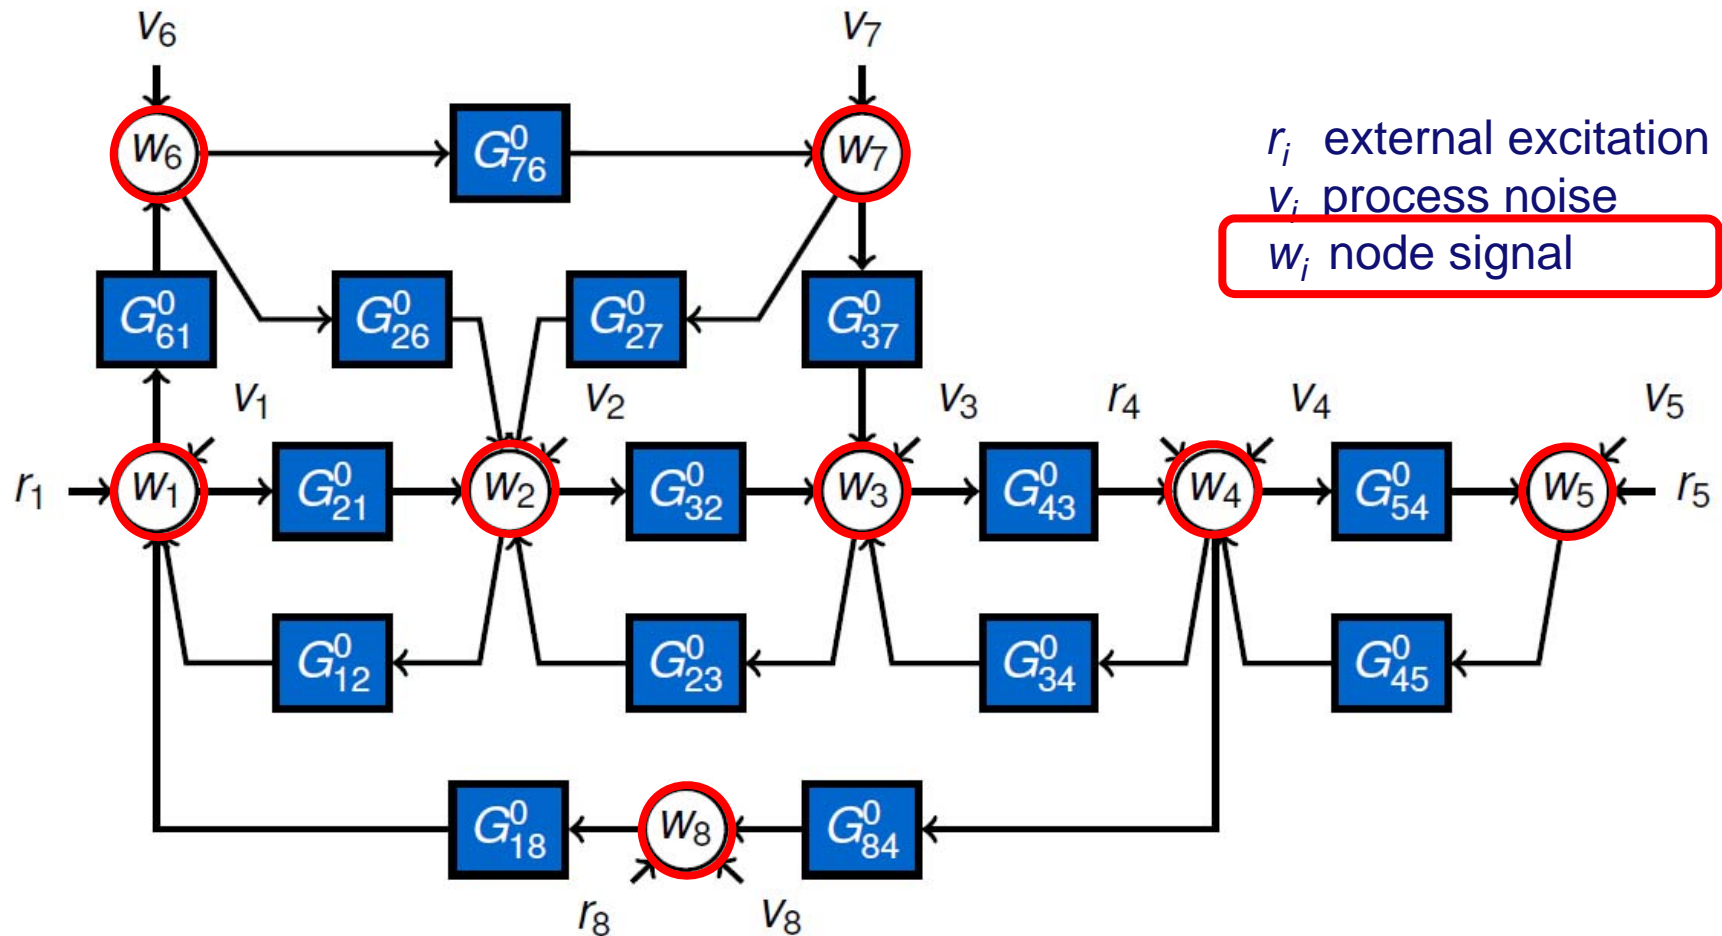 v₆ v₇
w₆ G⁰₇₆ w₇
rᵢ external excitation
vᵢ process noise
wᵢ node signal
G⁰₆₁ G⁰₂₆ G⁰₂₇ G⁰₃₇
v₁ v₂ v₃ r₄ v₄ v₅
r₁ w₁ G⁰₂₁ w₂ G⁰₃₂ w₃ G⁰₄₃ w₄ G⁰₅₄ w₅ r₅
G⁰₁₂ G⁰₂₃ G⁰₃₄ G⁰₄₅
G⁰₁₈ w₈ G⁰₈₄
r₈ v₈